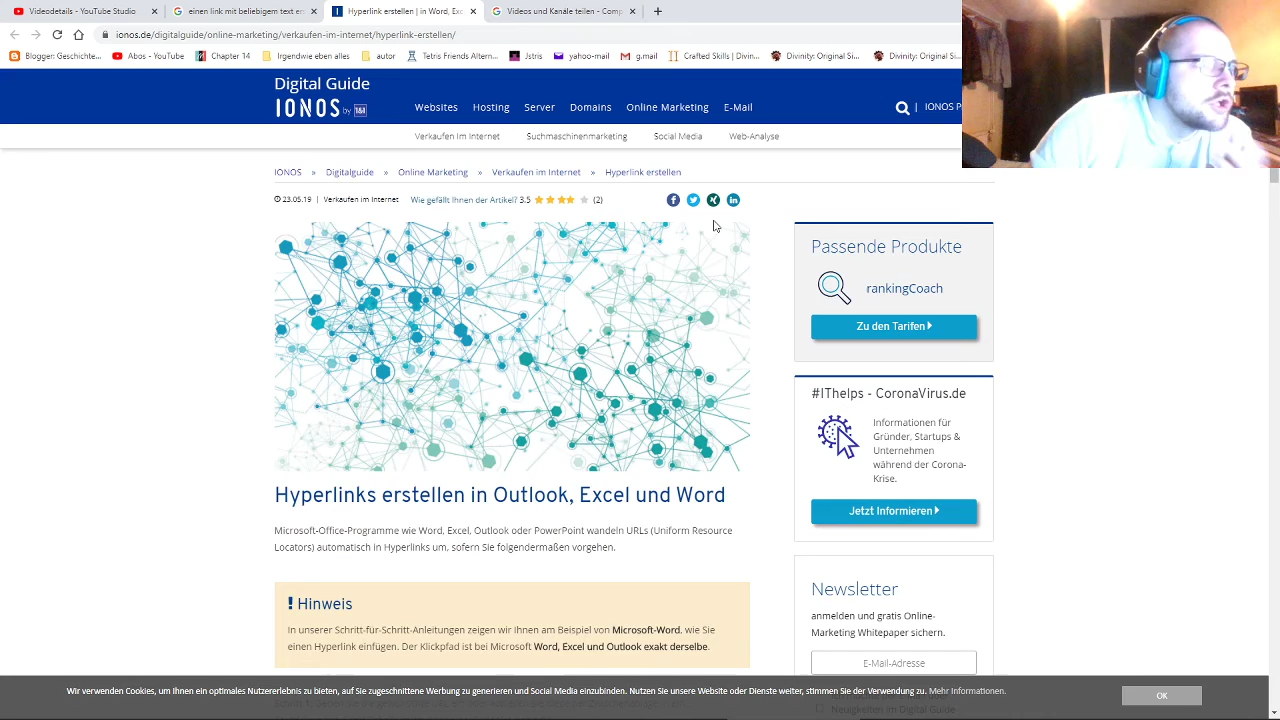 Videodetails - YouTube Studio
einen link mit beliebigem text er
Hyperlink erstellen | in Word, Exc
Videos und Kanäle teilen - Comp
ionos.de/digitalguide/online-marketing/verkaufen-im-internet/hyperlink-erstellen/
Bloggen: Geschichte...
Abos - YouTube
Chapter 14
Irgendwie eben alles
autor
Tetris Friends Altern...
Jstris
yahoo-mail
g.mail
Crafted Skills | Divin...
Divinity: Original Si...
Divinity: Original Si...
Digital Guide
IONOS by 1&1
Websites Hosting Server Domains Online Marketing E-Mail
IONOS P
Verkaufen im Internet Suchmaschinenmarketing Social Media Web-Analyse
IONOS » Digitalguide » Online Marketing » Verkaufen im Internet » Hyperlink erstellen
23.05.19 | Verkaufen im Internet Wie gefällt Ihnen der Artikel? 3.5 (2)
Hyperlinks erstellen in Outlook, Excel und Word
Microsoft-Office-Programme wie Word, Excel, Outlook oder PowerPoint wandeln URLs (Uniform Resource
Locators) automatisch in Hyperlinks um, sofern Sie folgendermaßen vorgehen.
! Hinweis
In unserer Schritt-für-Schritt-Anleitungen zeigen wir Ihnen am Beispiel von Microsoft-Word. wie Sie
einen Hyperlink einfügen. Der Klickpfad ist bei Microsoft Word, Excel und Outlook exakt derselbe.
Passende Produkte
rankingCoach
Zu den Tarifen
#IThelps - CoronaVirus.de
Informationen für
Gründer, Startups &
Unternehmen
während der Corona-
Krise.
Jetzt Informieren
Newsletter
anmelden und gratis Online-
Marketing Whitepaper sichern.
E-Mail-Adresse
Neuigkeiten im Digital Guide
Wir verwenden Cookies, um Ihnen ein optimales Nutzererlebnis zu bieten, auf Sie zugeschnittene Werbung zu generieren und Social Media einzubinden. Nutzen Sie unsere Website oder Dienste weiter, stimmen Sie der Verwendung zu. Mehr Informationen.
OK